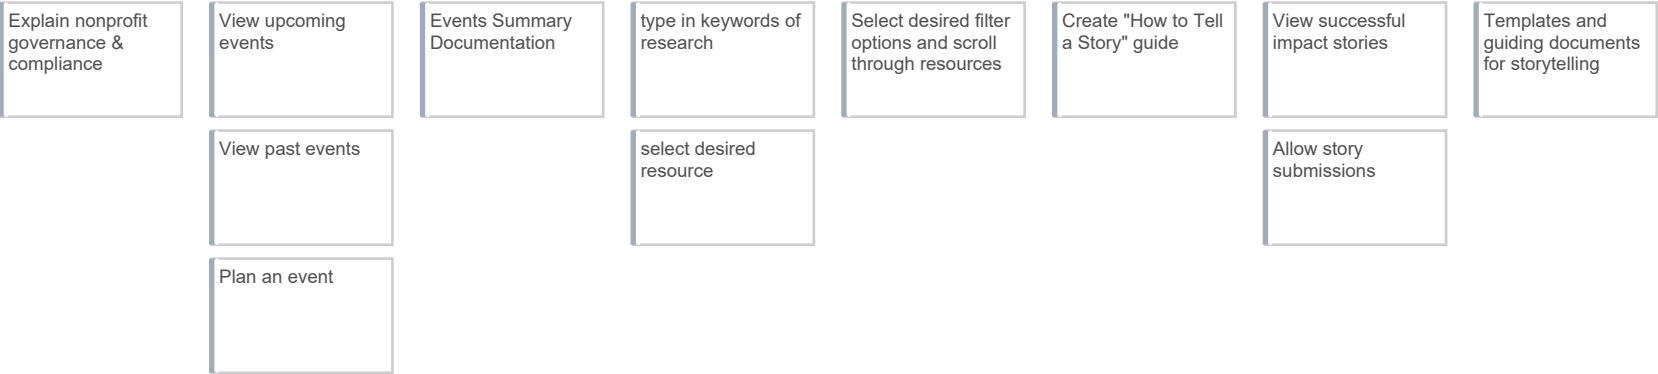 Explain nonprofit
governance &
compliance
View upcoming
events
Events Summary
Documentation
type in keywords of
research
Select desired filter
options and scroll
through resources
Create "How to Tell
a Story" guide
View successful
impact stories
Templates and
guiding documents
for storytelling
View past events
select desired
resource
Allow story
submissions
Plan an event